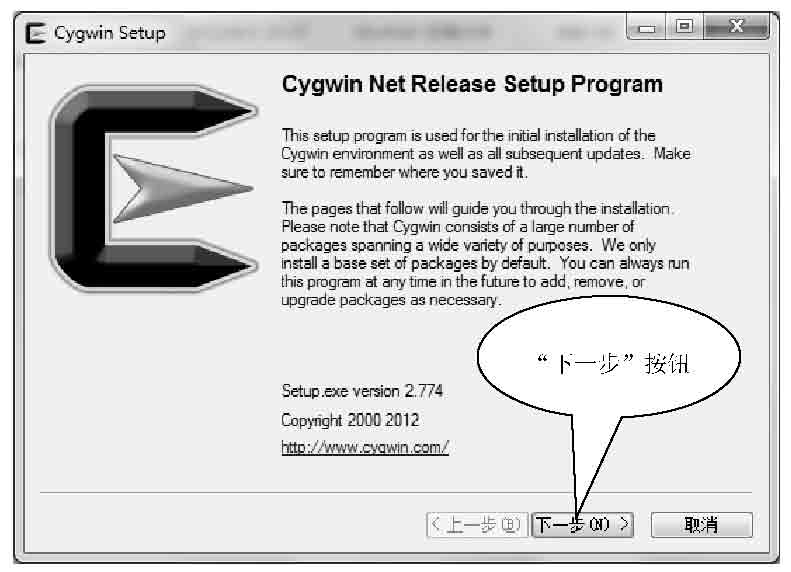 Cygwin Setup
Cygwin Net Release Setup Program
This setup program is used for the initial installation of the
Cygwin environment as well as all subsequent updates.  Make
sure to remember where you saved it.
The pages that follow will guide you through the installation.
Please note that Cygwin consists of a large number of
packages spanning a wide variety of purposes.  We only
install a base set of packages by default.  You can always run
this program at any time in the future to add, remove, or
upgrade packages as necessary.
“下一步”按钮
Setup.exe version 2.774
Copyright 2000 2012
http://www.cygwin.com/
< 上一步(B)
下一步(N) >
取消